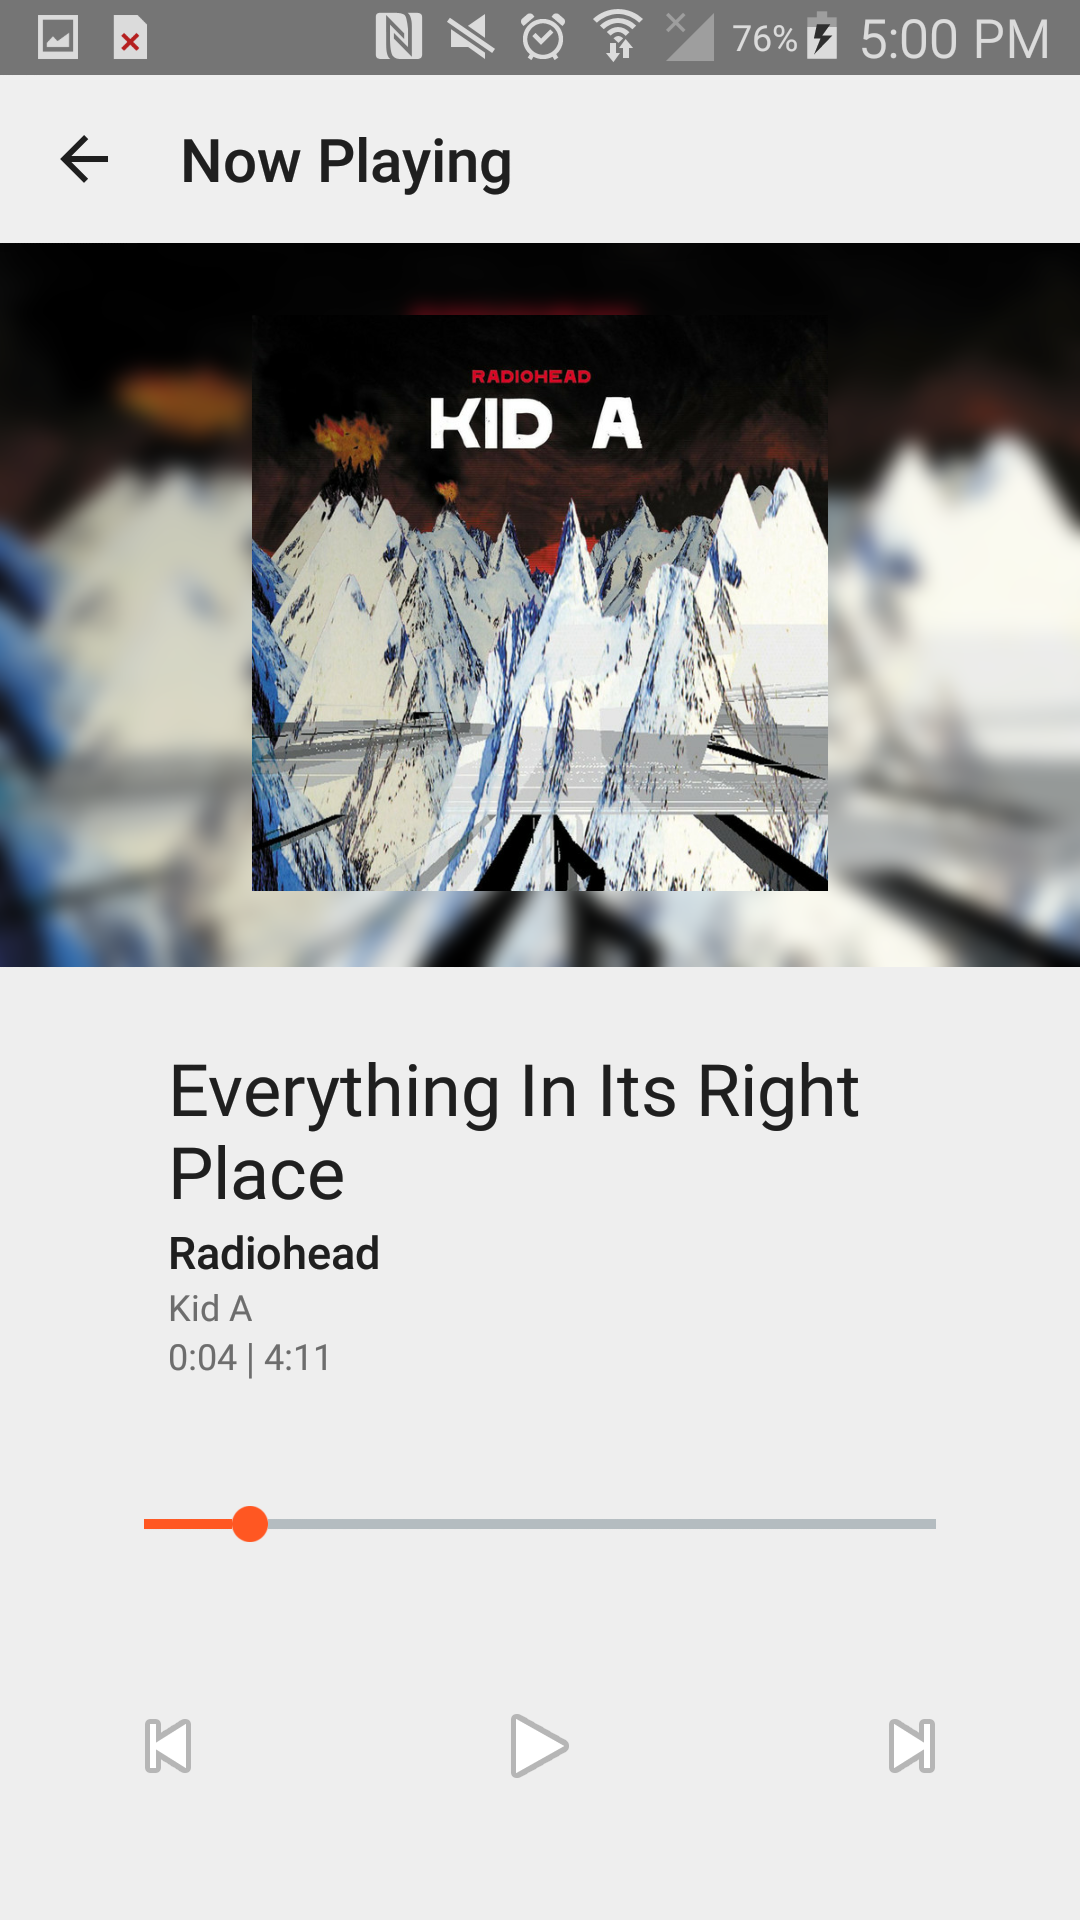 76% 5:00 PM
Now Playing
RADIOHEAD
KID A
Everything In Its Right
Place
Radiohead
Kid A
0:04 | 4:11